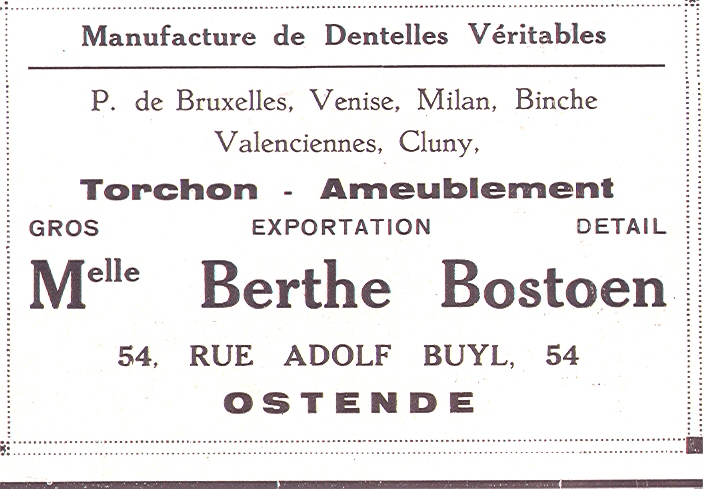 Manufacture de Dentelles Véritables
P. de Bruxelles, Venise, Milan, Binche
Valenciennes, Cluny,
Torchon - Ameublement
GROS EXPORTATION DETAIL
Melle Berthe Bostoen
54, RUE ADOLF BUYL, 54
OSTENDE